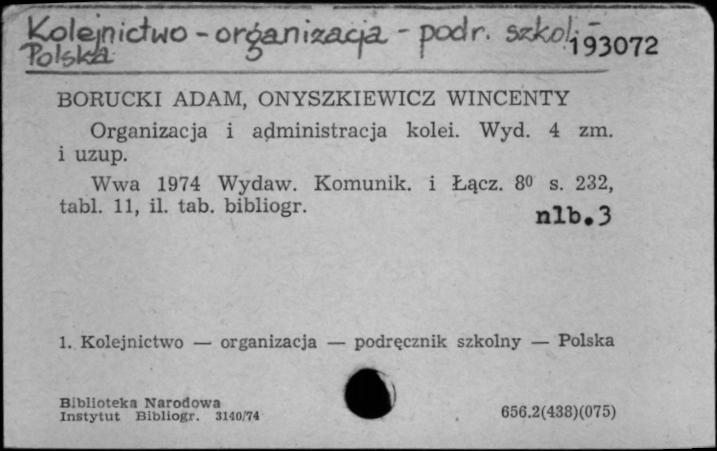 Kolejnictwo - organizacja - podr. szkol. -
Polska
193072
BORUCKI ADAM, ONYSZKIEWICZ WINCENTY
Organizacja i administracja kolei. Wyd. 4 zm.
i uzup.
Wwa 1974 Wydaw. Komunik. i Łącz. 8⁰ s. 232,
tabl. 11, il. tab. bibliogr.
nlb.3
1. Kolejnictwo — organizacja — podręcznik szkolny — Polska
Biblioteka Narodowa
Instytut Bibliogr. 3140/74
656.2(438)(075)